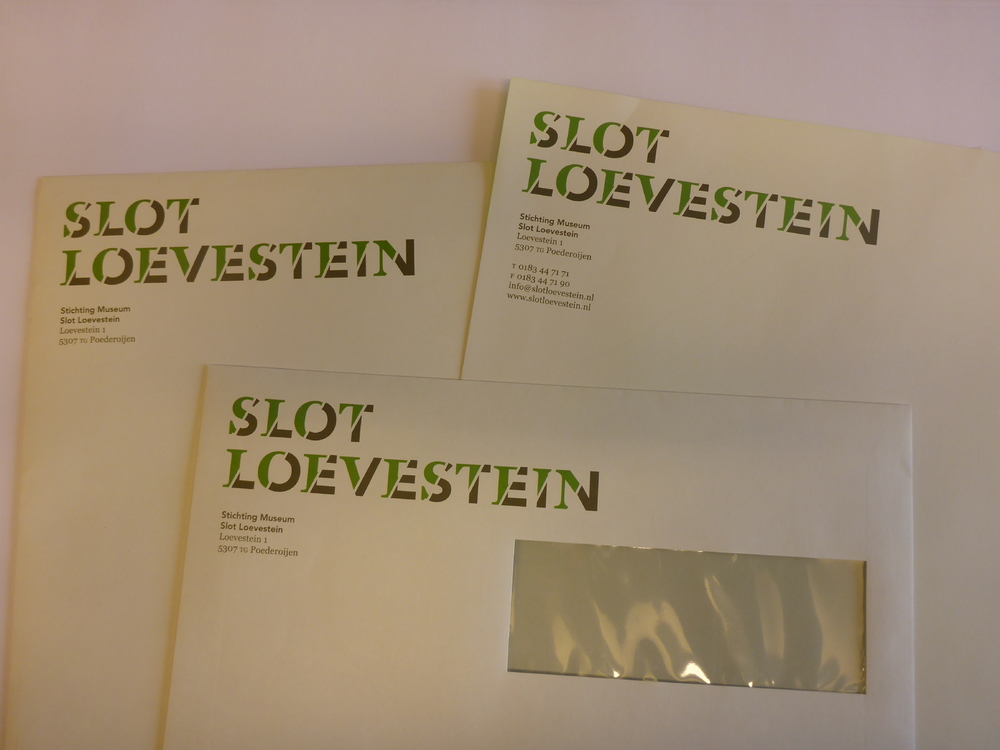 SLOT
LOEVESTEIN
Stichting Museum
Slot Loevestein
Loevestein 1
5307 TG Poederoijen
SLOT
LOEVESTEIN
Stichting Museum
Slot Loevestein
Loevestein 1
5307 TG Poederoijen
T 0183 44 71 71
F 0183 44 71 90
info@slotloevestein.nl
www.slotloevestein.nl
SLOT
LOEVESTEIN
Stichting Museum
Slot Loevestein
Loevestein 1
5307 TG Poederoijen